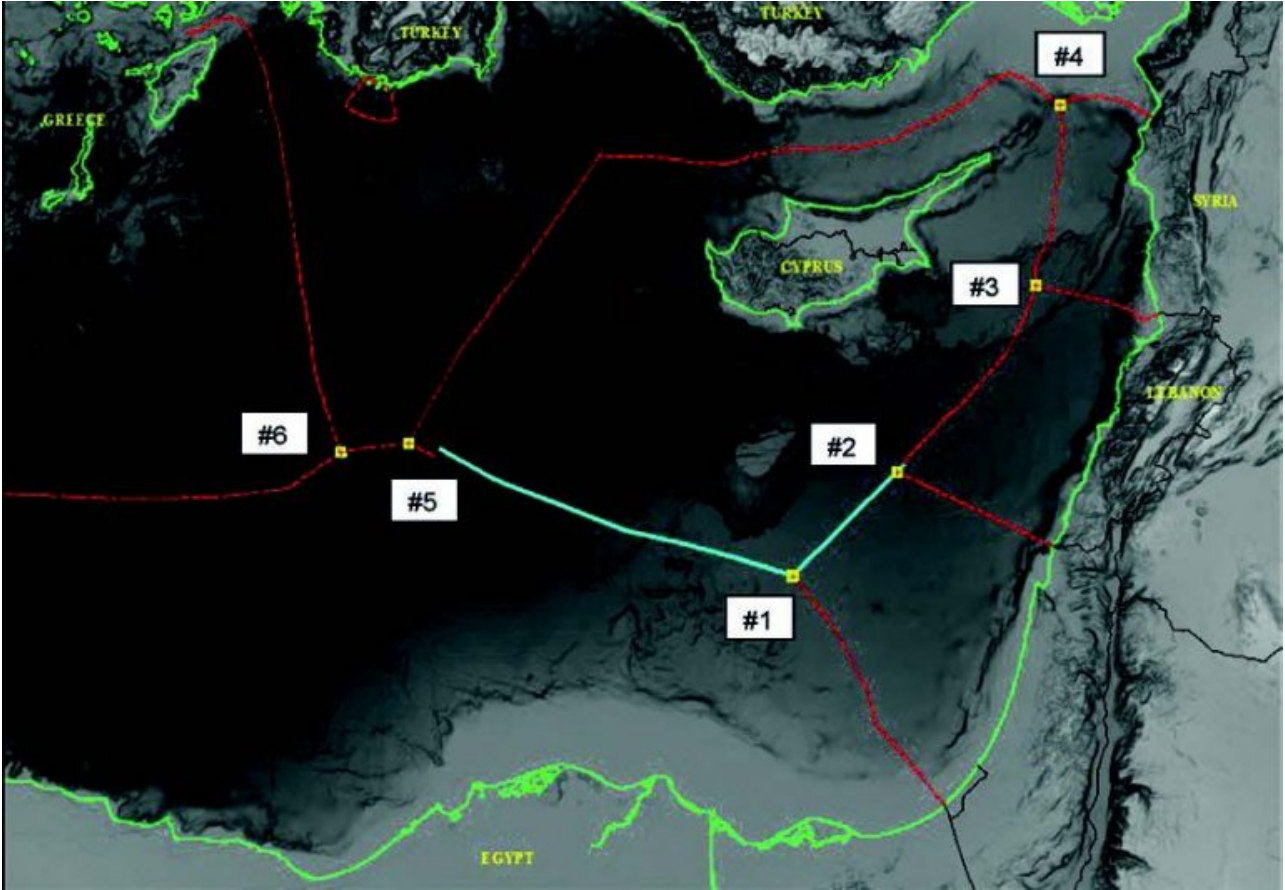 TURKEY
TURKEY
#4
GREECE
SYRIA
CYPRUS
#3
LEBANON
#6
#2
#5
#1
EGYPT